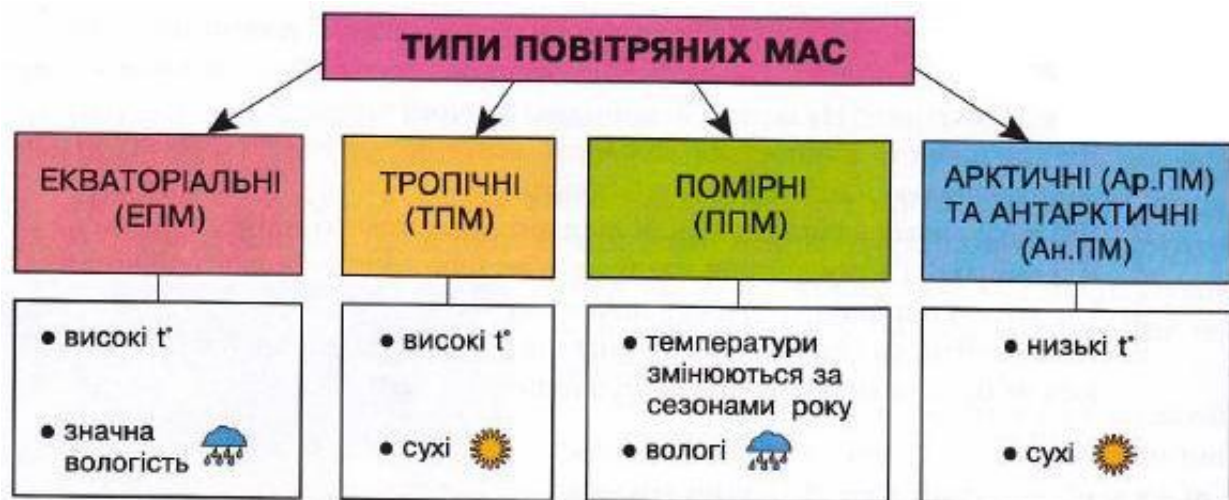 ТИПИ ПОВІТРЯНИХ МАС
ЕКВАТОРІАЛЬНІ
(ЕПМ)
ТРОПІЧНІ
(ТПМ)
ПОМІРНІ
(ППМ)
АРКТИЧНІ (Ар.ПМ)
ТА АНТАРКТИЧНІ
(Ан.ПМ)
• високі t°
• значна
вологість
• високі t°
• сухі
• температури
змінюються за
сезонами року
• вологі
• низькі t°
• сухі